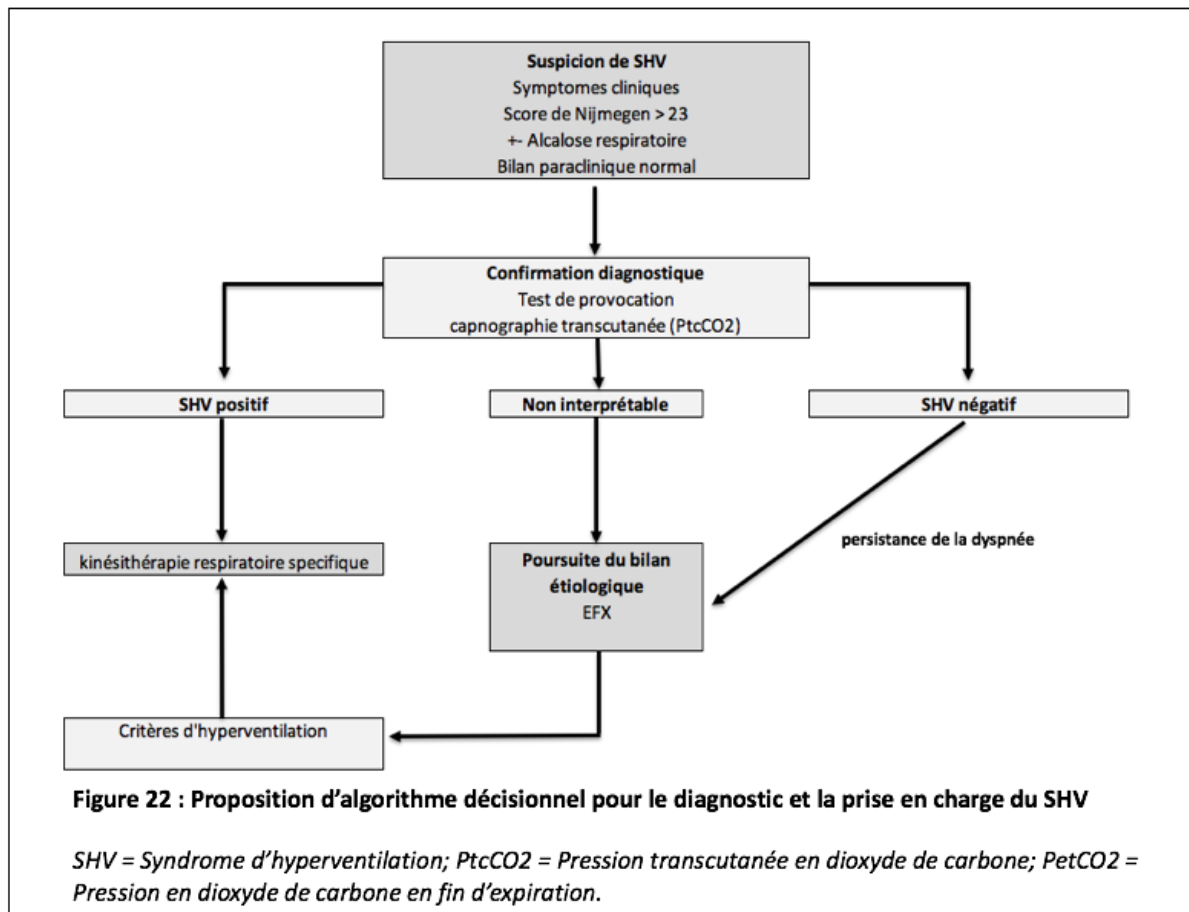 Suspicion de SHV
Symptomes cliniques
Score de Nijmegen > 23
+- Alcalose respiratoire
Bilan paraclinique normal
Confirmation diagnostique
Test de provocation
capnographie transcutanée (PtcCO2)
SHV positif
Non interprétable
SHV négatif
persistance de la dyspnée
kinésithérapie respiratoire specifique
Poursuite du bilan
étiologique
EFX
Critères d'hyperventilation
Figure 22 : Proposition d’algorithme décisionnel pour le diagnostic et la prise en charge du SHV
SHV = Syndrome d’hyperventilation; PtcCO2 = Pression transcutanée en dioxyde de carbone; PetCO2 =
Pression en dioxyde de carbone en fin d’expiration.